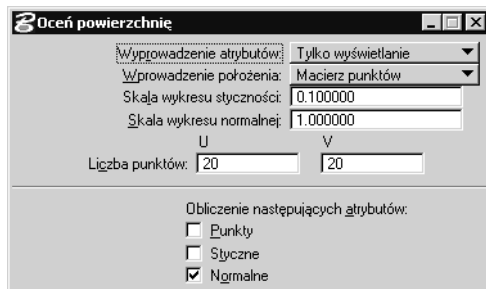 Oceń powierzchnię
Wyprowadzenie atrybutów: Tylko wyświetlanie
Wprowadzenie położenia: Macierz punktów
Skala wykresu styczności: 0.100000
Skala wykresu normalnej: 1.000000
U V
Liczba punktów: 20 20
Obliczenie następujących atrybutów:
Punkty
Styczne
Normalne